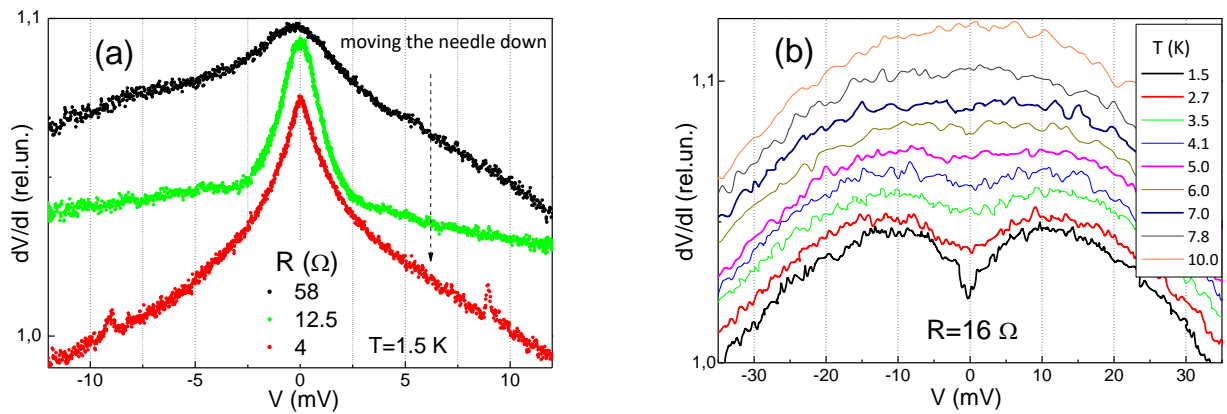 (a)
moving the needle down
1,1
1,0
dV/dI (rel.un.)
R (Ω)
58
12.5
4
T=1.5 K
-10 -5 0 5 10
V (mV)
(b)
T (K)
1.5
2.7
3.5
4.1
5.0
6.0
7.0
7.8
10.0
1,1
1,0
dV/dI (rel.un.)
R=16 Ω
-30 -20 -10 0 10 20 30
V (mV)